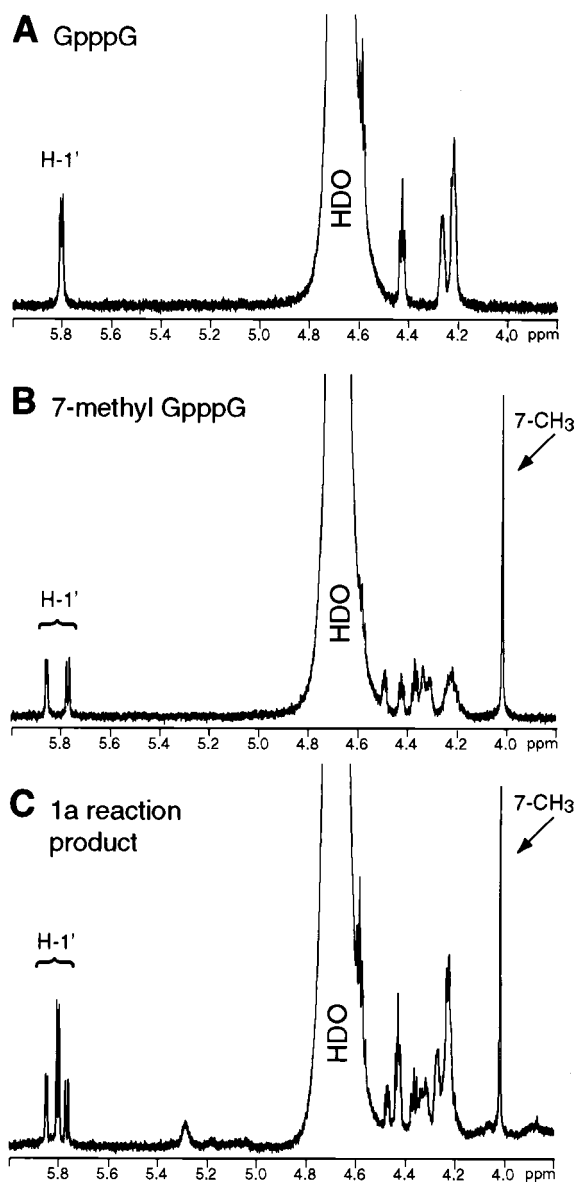 A GpppG
H-1'
HDO
5.8 5.6 5.4 5.2 5.0 4.8 4.6 4.4 4.2 4.0 ppm
B 7-methyl GpppG
7-CH3
H-1'
HDO
5.8 5.6 5.4 5.2 5.0 4.8 4.6 4.4 4.2 4.0 ppm
C 1a reaction
product
7-CH3
H-1'
HDO
5.8 5.6 5.4 5.2 5.0 4.8 4.6 4.4 4.2 4.0 ppm